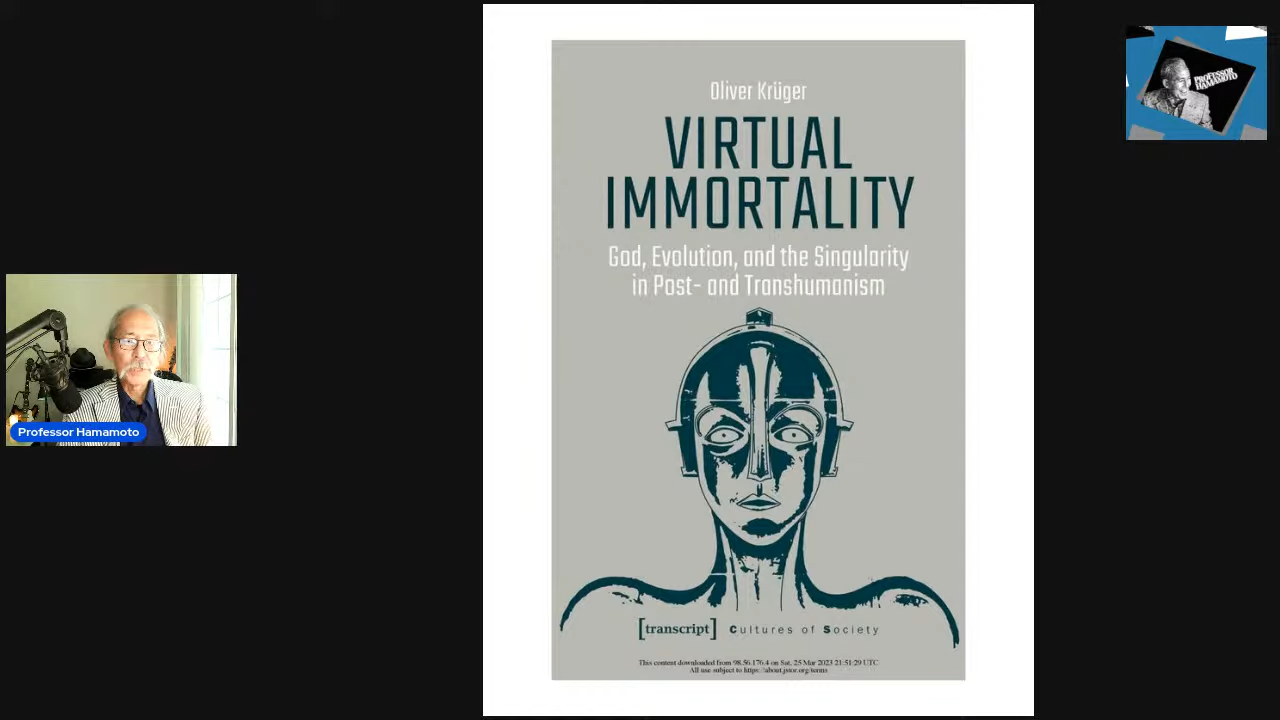 Oliver Krüger
VIRTUAL
IMMORTALITY
God, Evolution, and the Singularity
in Post- and Transhumanism
[transcript] Cultures of Society
This content downloaded from 98.56.176.4 on Sat, 25 Mar 2023 21:51:29 UTC
All use subject to https://about.jstor.org/terms
Professor Hamamoto
PROFESSOR
HAMAMOTO